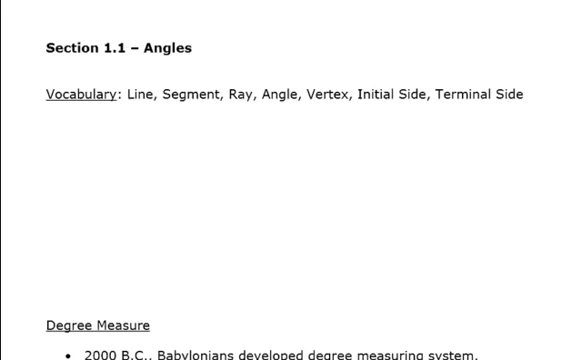 Section 1.1 – Angles
Vocabulary: Line, Segment, Ray, Angle, Vertex, Initial Side, Terminal Side
Degree Measure
• 2000 B.C., Babylonians developed degree measuring system.